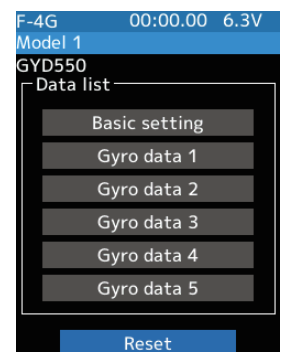 F-4G 00:00.00 6.3V
Model 1
GYD550
Data list
Basic setting
Gyro data 1
Gyro data 2
Gyro data 3
Gyro data 4
Gyro data 5
Reset